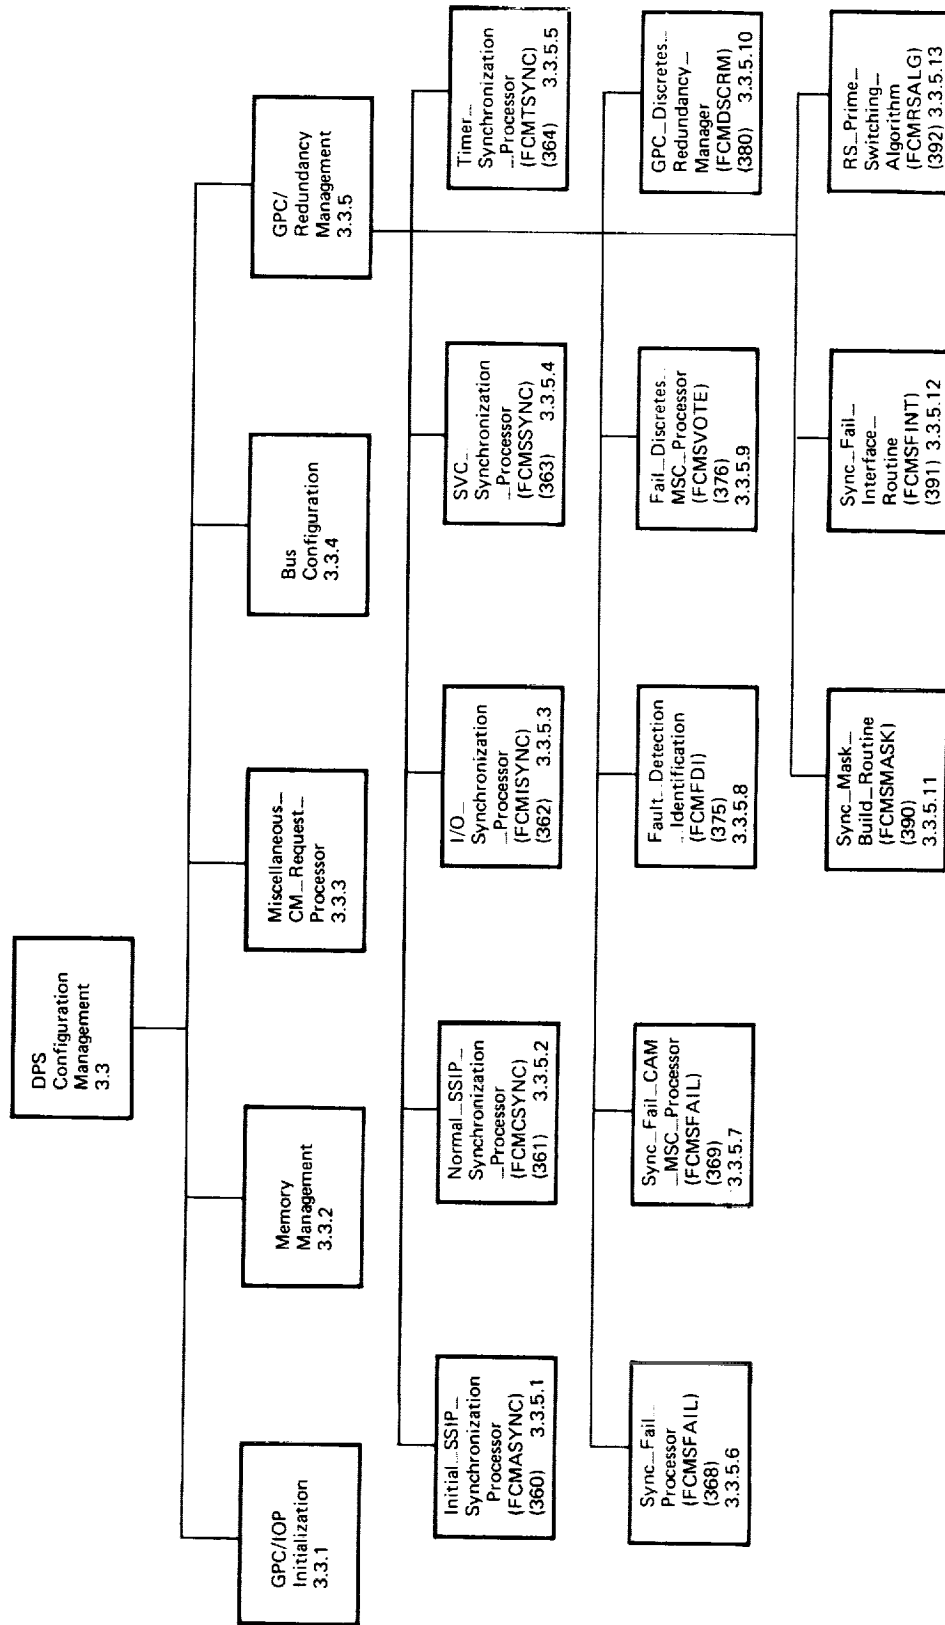 DPS
Configuration
Management
3.3
GPC/IOP
Initialization
3.3.1
Memory
Management
3.3.2
Miscellaneous_
CM_Request_
Processor
3.3.3
Bus
Configuration
3.3.4
GPC/
Redundancy
Management
3.3.5
Initial_SSIP_
Synchronization
Processor
(FCMASYNC)
(360) 3.3.5.1
Normal_SSIP_
Synchronization
_Processor
(FCMCSYNC)
(361) 3.3.5.2
I/O_
Synchronization
_Processor
(FCMISYNC)
(362) 3.3.5.3
SVC_
Synchronization
_Processor
(FCMSSYNC)
(363) 3.3.5.4
Timer_
Synchronization
_Processor
(FCMTSYNC)
(364) 3.3.5.5
Sync_Fail_
Processor
(FCMSFAIL)
(368)
3.3.5.6
Sync_Fail_CAM
_MSC_Processor
(FCMSFAIL)
(369)
3.3.5.7
Fault_Detection
_Identification
(FCMFDI)
(375)
3.3.5.8
Fail_Discretes_
MSC_Processor
(FCMSVOTE)
(376)
3.3.5.9
GPC_Discretes_
Redundancy_
Manager
(FCMDSCRM)
(380) 3.3.5.10
Sync_Mask_
Build_Routine
(FCMSMASK)
(390)
3.3.5.11
Sync_Fail_
Interface_
Routine
(FCMSFINT)
(391) 3.3.5.12
RS_Prime_
Switching_
Algorithm
(FCMRSALG)
(392) 3.3.5.13